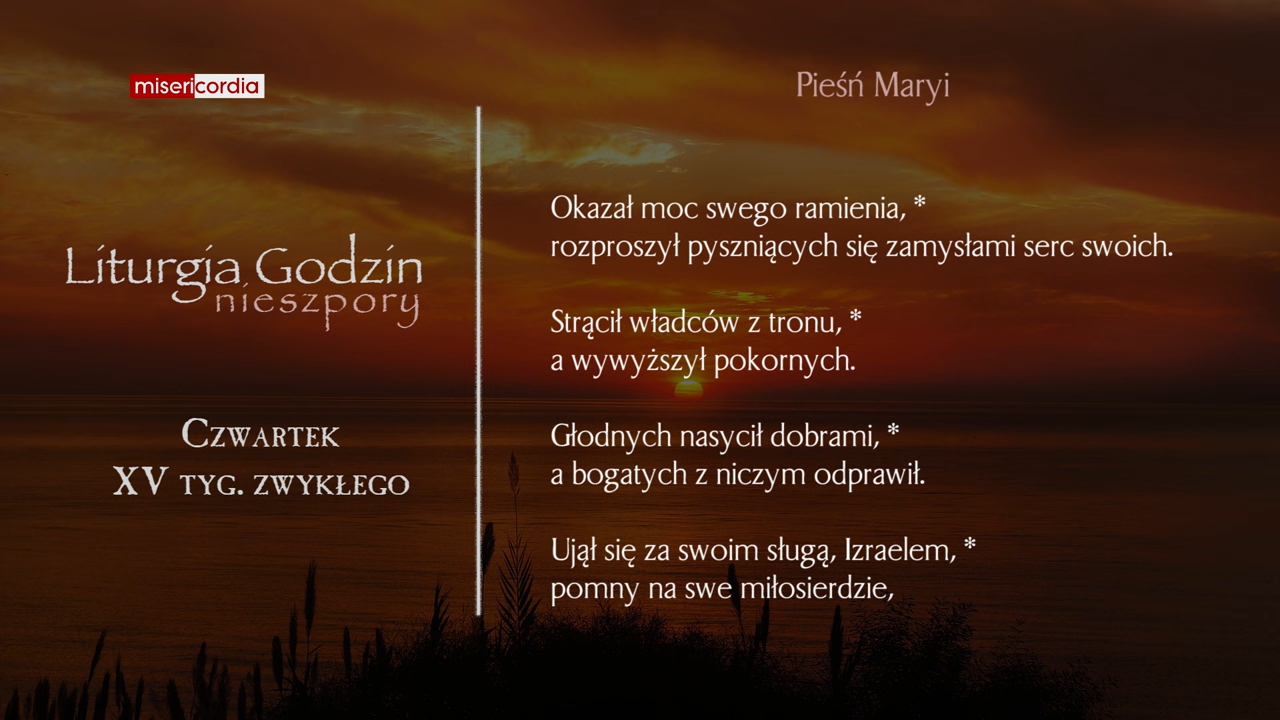 misericordia
Liturgia Godzin
nieszpory
Czwartek
XV tyg. zwykłego
Pieśń Maryi
Okazał moc swego ramienia, *
rozproszył pyszniących się zamysłami serc swoich.
Strącił władców z tronu, *
a wywyższył pokornych.
Głodnych nasycił dobrami, *
a bogatych z niczym odprawił.
Ujął się za swoim sługą, Izraelem, *
pomny na swe miłosierdzie,